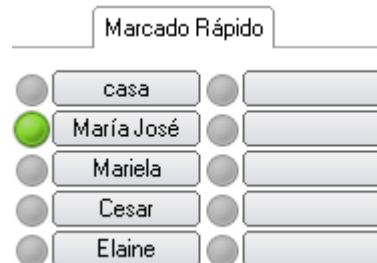 Marcado Rápido
casa
María José
Mariela
Cesar
Elaine